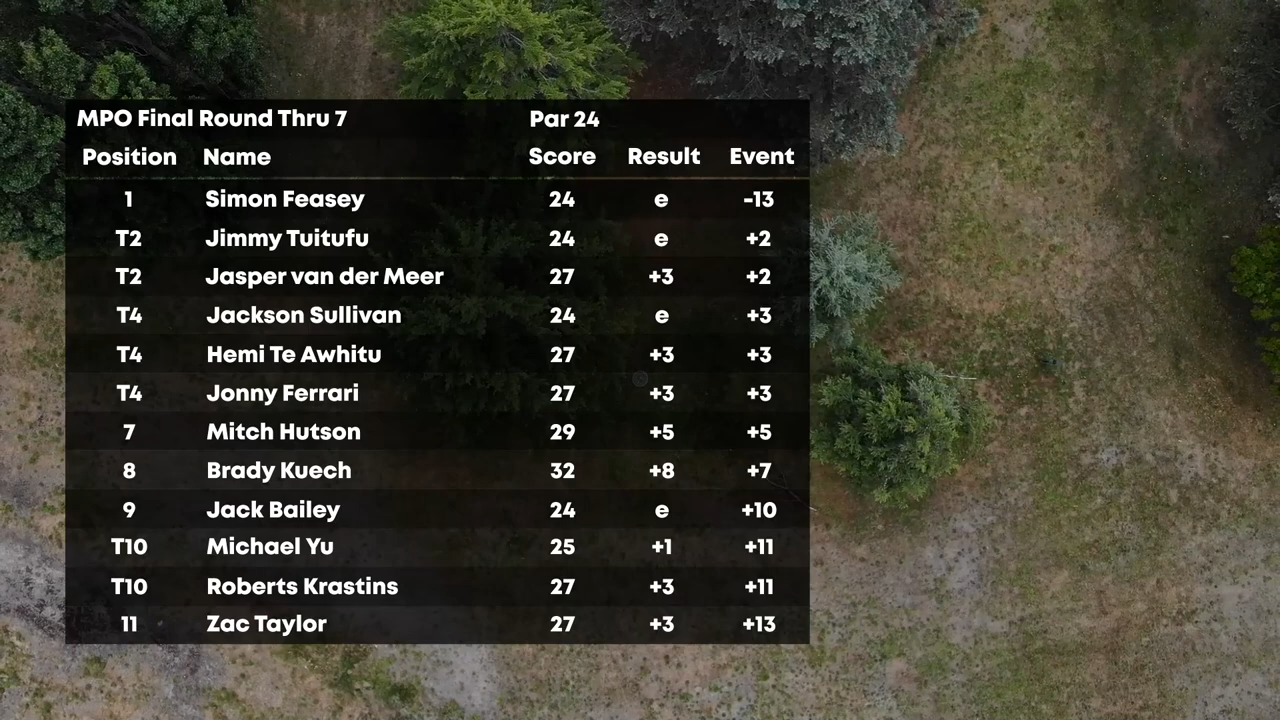 MPO Final Round Thru 7 Par 24
Position Name Score Result Event
1 Simon Feasey 24 e -13
T2 Jimmy Tuitufu 24 e +2
T2 Jasper van der Meer 27 +3 +2
T4 Jackson Sullivan 24 e +3
T4 Hemi Te Awhitu 27 +3 +3
T4 Jonny Ferrari 27 +3 +3
7 Mitch Hutson 29 +5 +5
8 Brady Kuech 32 +8 +7
9 Jack Bailey 24 e +10
T10 Michael Yu 25 +1 +11
T10 Roberts Krastins 27 +3 +11
11 Zac Taylor 27 +3 +13